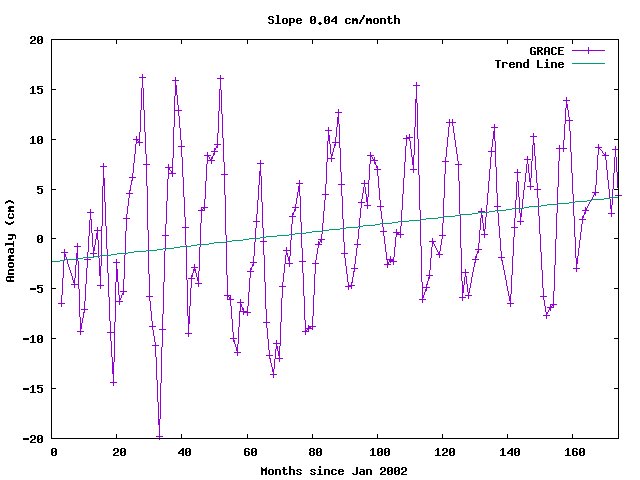 Slope 0.04 cm/month
GRACE
Trend Line
20
15
10
5
0
-5
-10
-15
-20
Anomaly (cm)
0 20 40 60 80 100 120 140 160
Months since Jan 2002